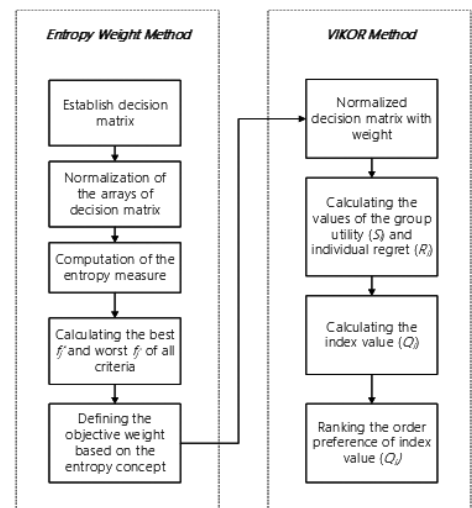 Entropy Weight Method
Establish decision
matrix
Normalization of
the arrays of
decision matrix
Computation of the
entropy measure
Calculating the best
fj* and worst fj- of all
criteria
Defining the
objective weight
based on the
entropy concept
VIKOR Method
Normalized
decision matrix with
weight
Calculating the
values of the group
utility (Si) and
individual regret (Ri)
Calculating the
index value (Qi)
Ranking the order
preference of index
value (Qi)